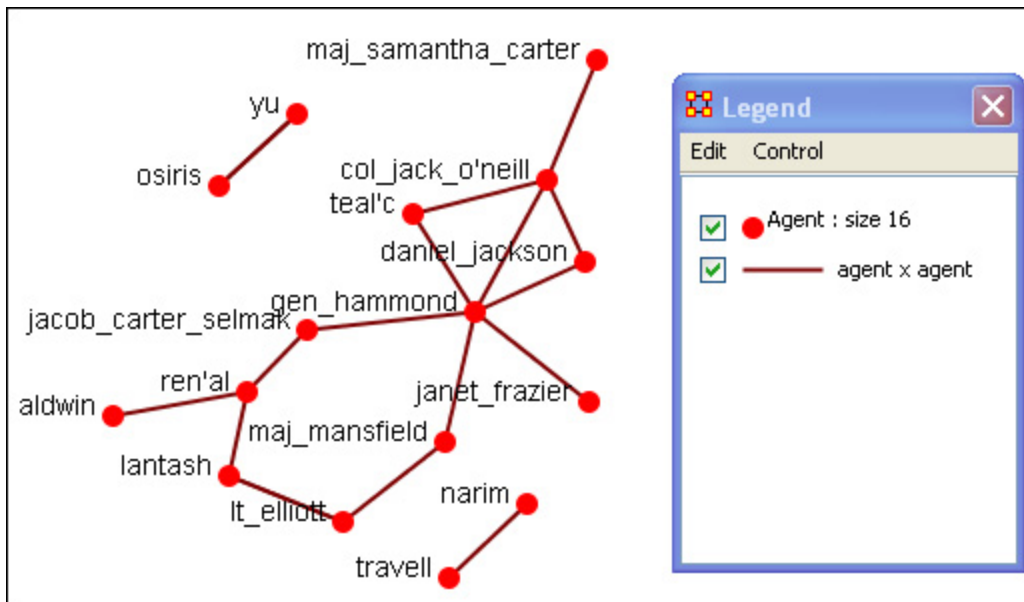 maj_samantha_carter
yu
osiris
col_jack_o'neill
teal'c
daniel_jackson
gen_hammond
jacob_carter_selmak
ren'al
aldwin
janet_frazier
maj_mansfield
lantash
narim
lt_elliott
travell
Legend
Edit Control
Agent : size 16
agent x agent